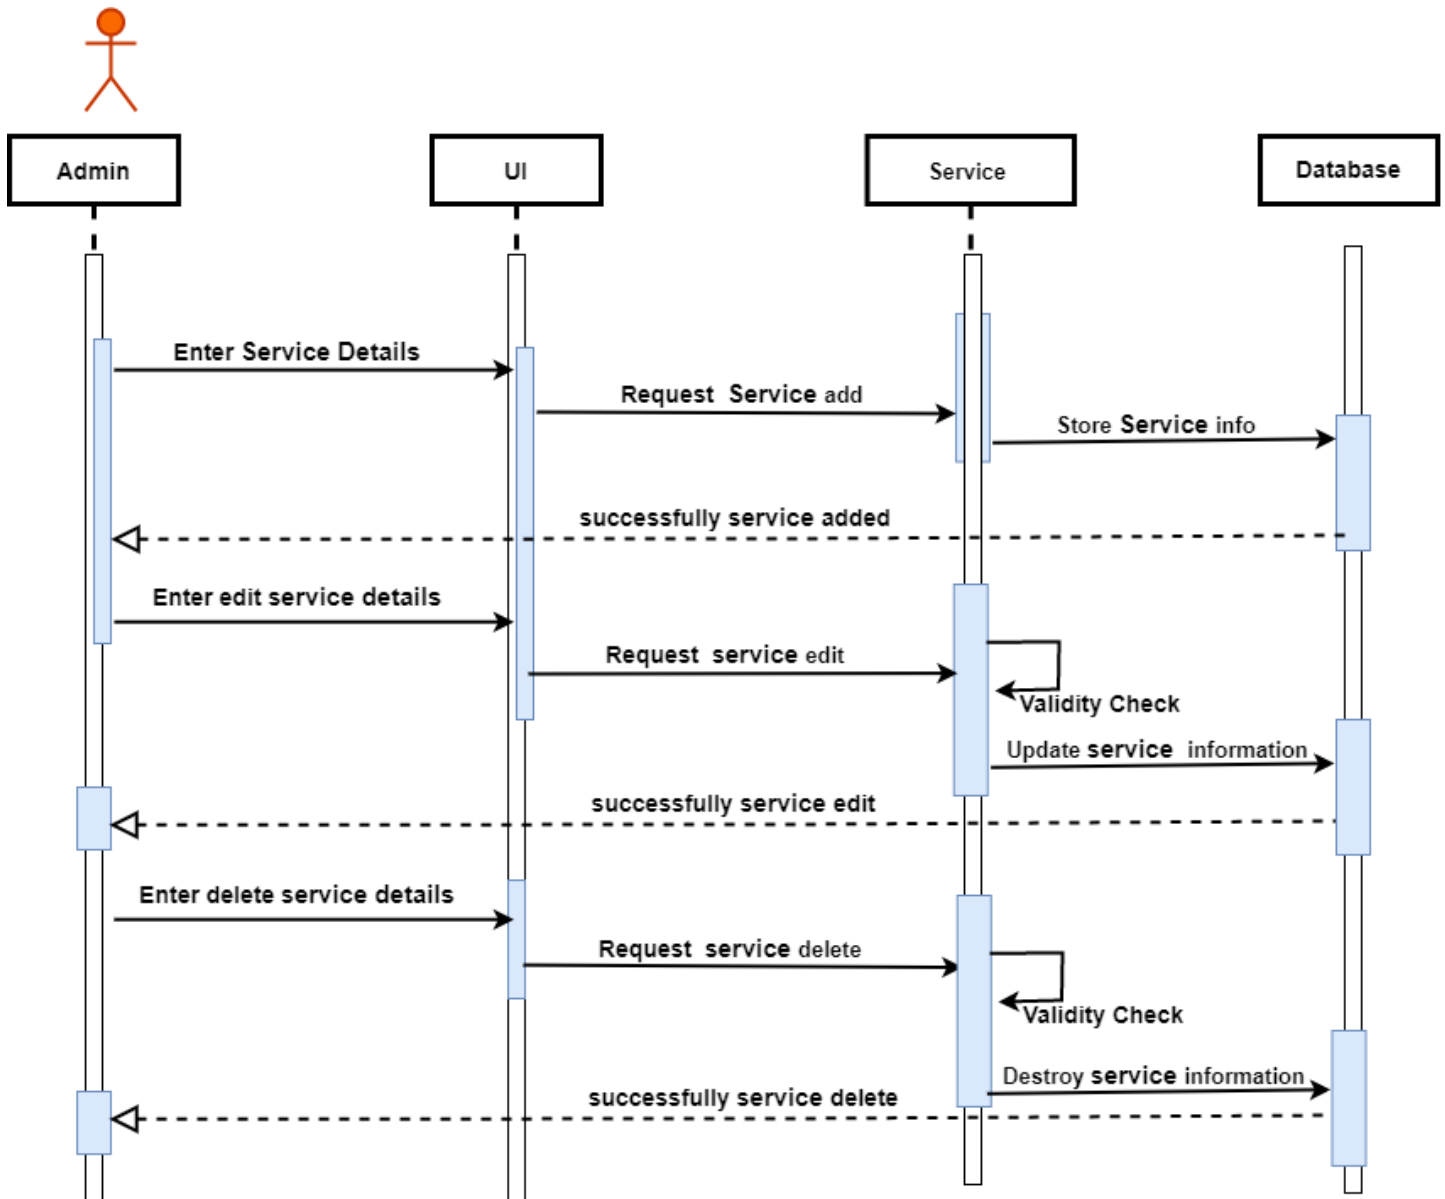 Admin
UI
Service
Database
Enter Service Details
Request Service add
Store Service info
successfully service added
Enter edit service details
Request service edit
Validity Check
Update service information
successfully service edit
Enter delete service details
Request service delete
Validity Check
Destroy service information
successfully service delete